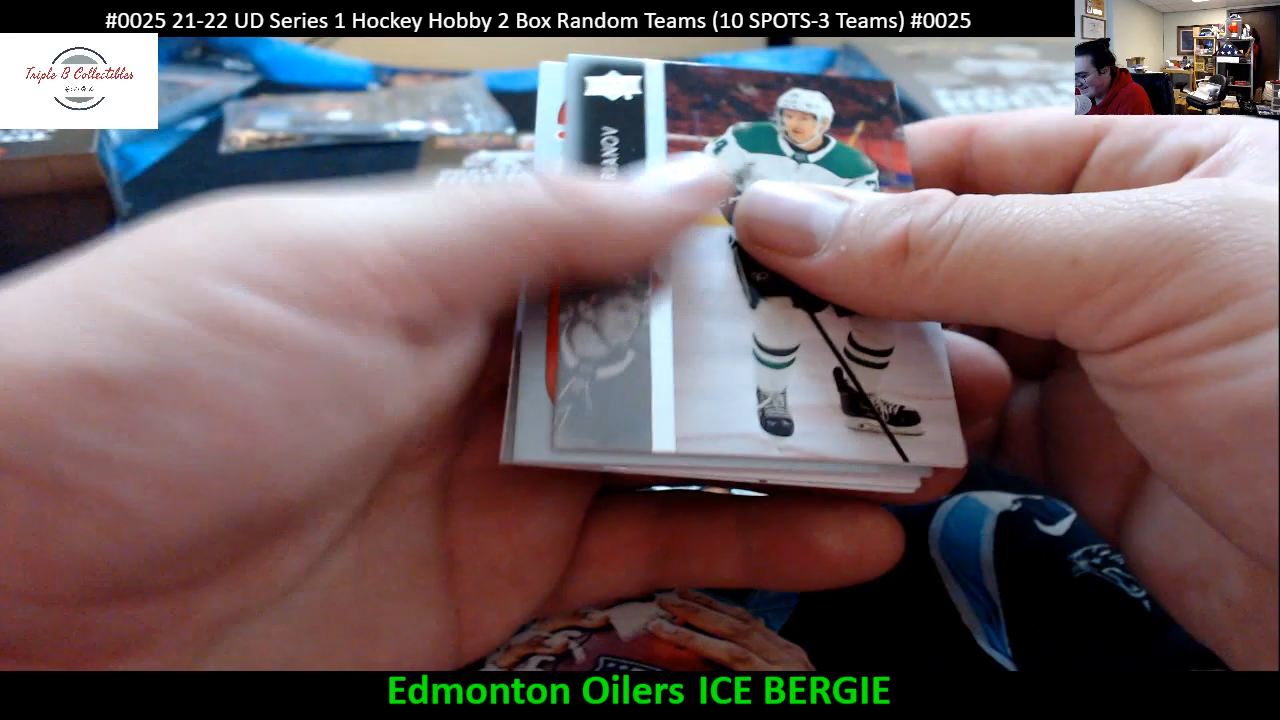 #0025 21-22 UD Series 1 Hockey Hobby 2 Box Random Teams (10 SPOTS-3 Teams) #0025
Triple B Collectibles
Edmonton Oilers ICE BERGIE